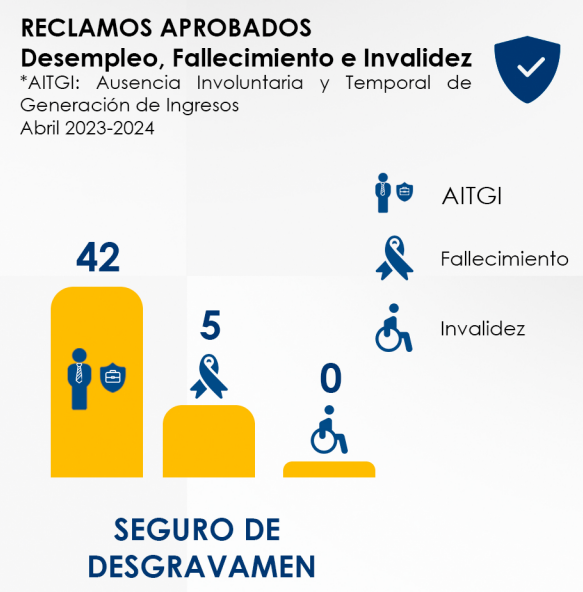 RECLAMOS APROBADOS
Desempleo, Fallecimiento e Invalidez
*AITGI: Ausencia Involuntaria y Temporal de
Generación de Ingresos
Abril 2023-2024
AITGI
Fallecimiento
Invalidez
42
5
0
SEGURO DE
DESGRAVAMEN